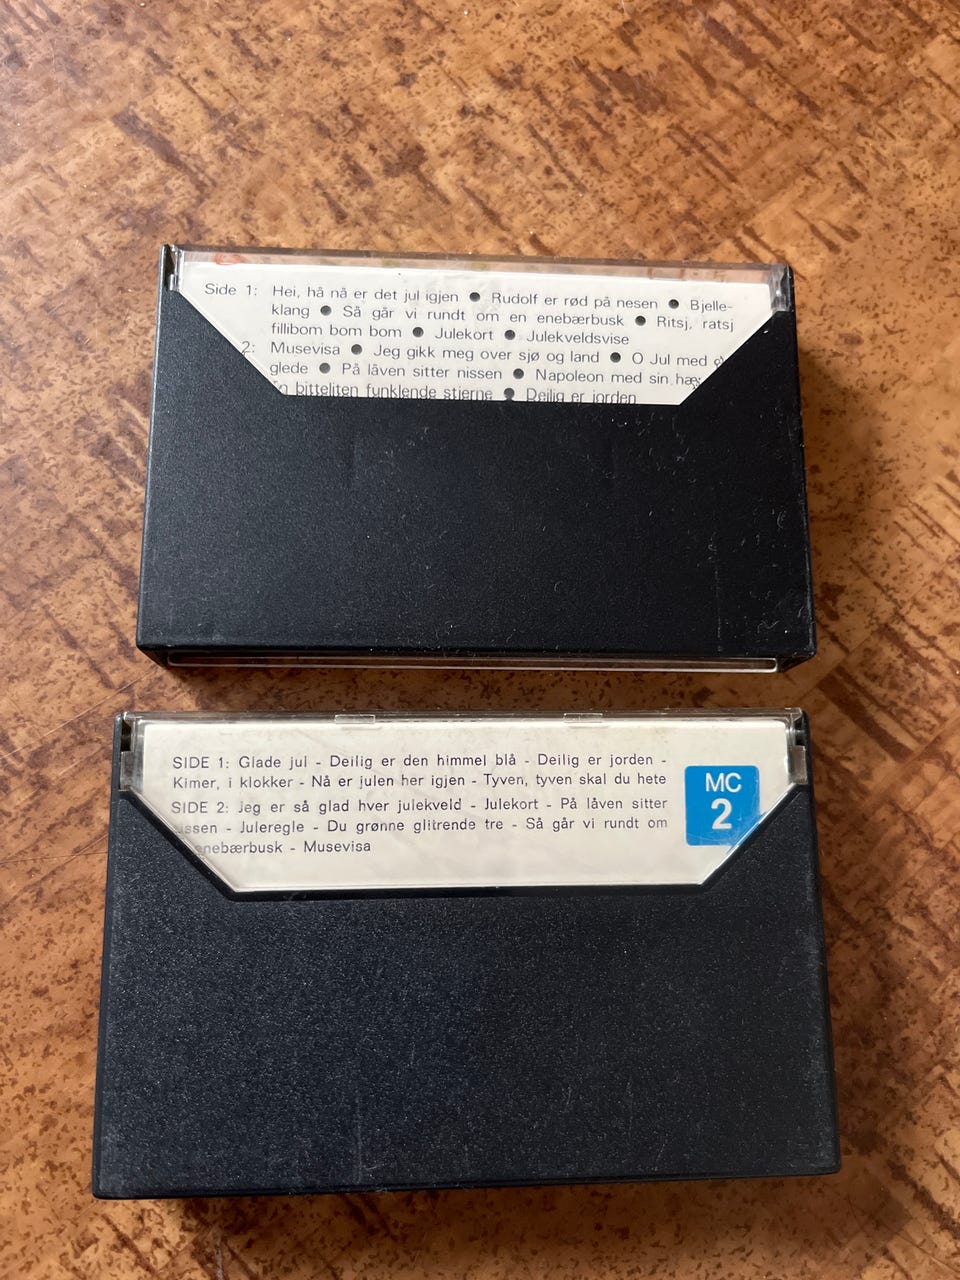 Side 1: Hei, hå nå er det jul igjen ● Rudolf er rød på nesen ● Bjelle-
klang ● Så går vi rundt om en enebærbusk ● Ritsj, ratsj
fillibom bom bom ● Julekort ● Julekveldsvise
2: Musevisa ● Jeg gikk meg over sjø og land ● O Jul med
glede ● På låven sitter nissen ● Napoleon med sin
bitteliten funklende stjerne ● Deilig er jorden
SIDE 1: Glade jul - Deilig er den himmel blå - Deilig er jorden -
Kimer, i klokker - Nå er julen her igjen - Tyven, tyven skal du hete
SIDE 2: Jeg er så glad hver julekveld - Julekort - På låven sitter
ssen - Juleregle - Du grønne glitrende tre - Så går vi rundt om
enebærbusk - Musevisa
MC
2